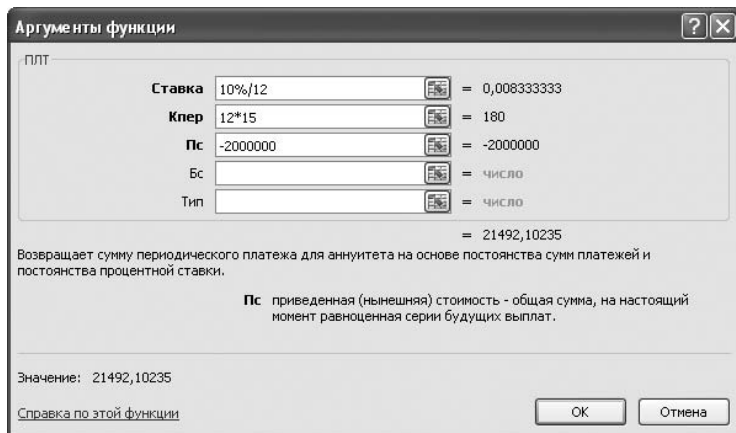 Аргументы функции
ПЛТ
Ставка 10%/12 = 0,008333333
Кпер 12*15 = 180
Пс -2000000 = -2000000
Бс = число
Тип = число
= 21492,10235
Возвращает сумму периодического платежа для аннуитета на основе постоянства сумм платежей и
постоянства процентной ставки.
Пс приведенная (нынешняя) стоимость - общая сумма, на настоящий
момент равноценная серии будущих выплат.
Значение: 21492,10235
Справка по этой функции
ОК Отмена